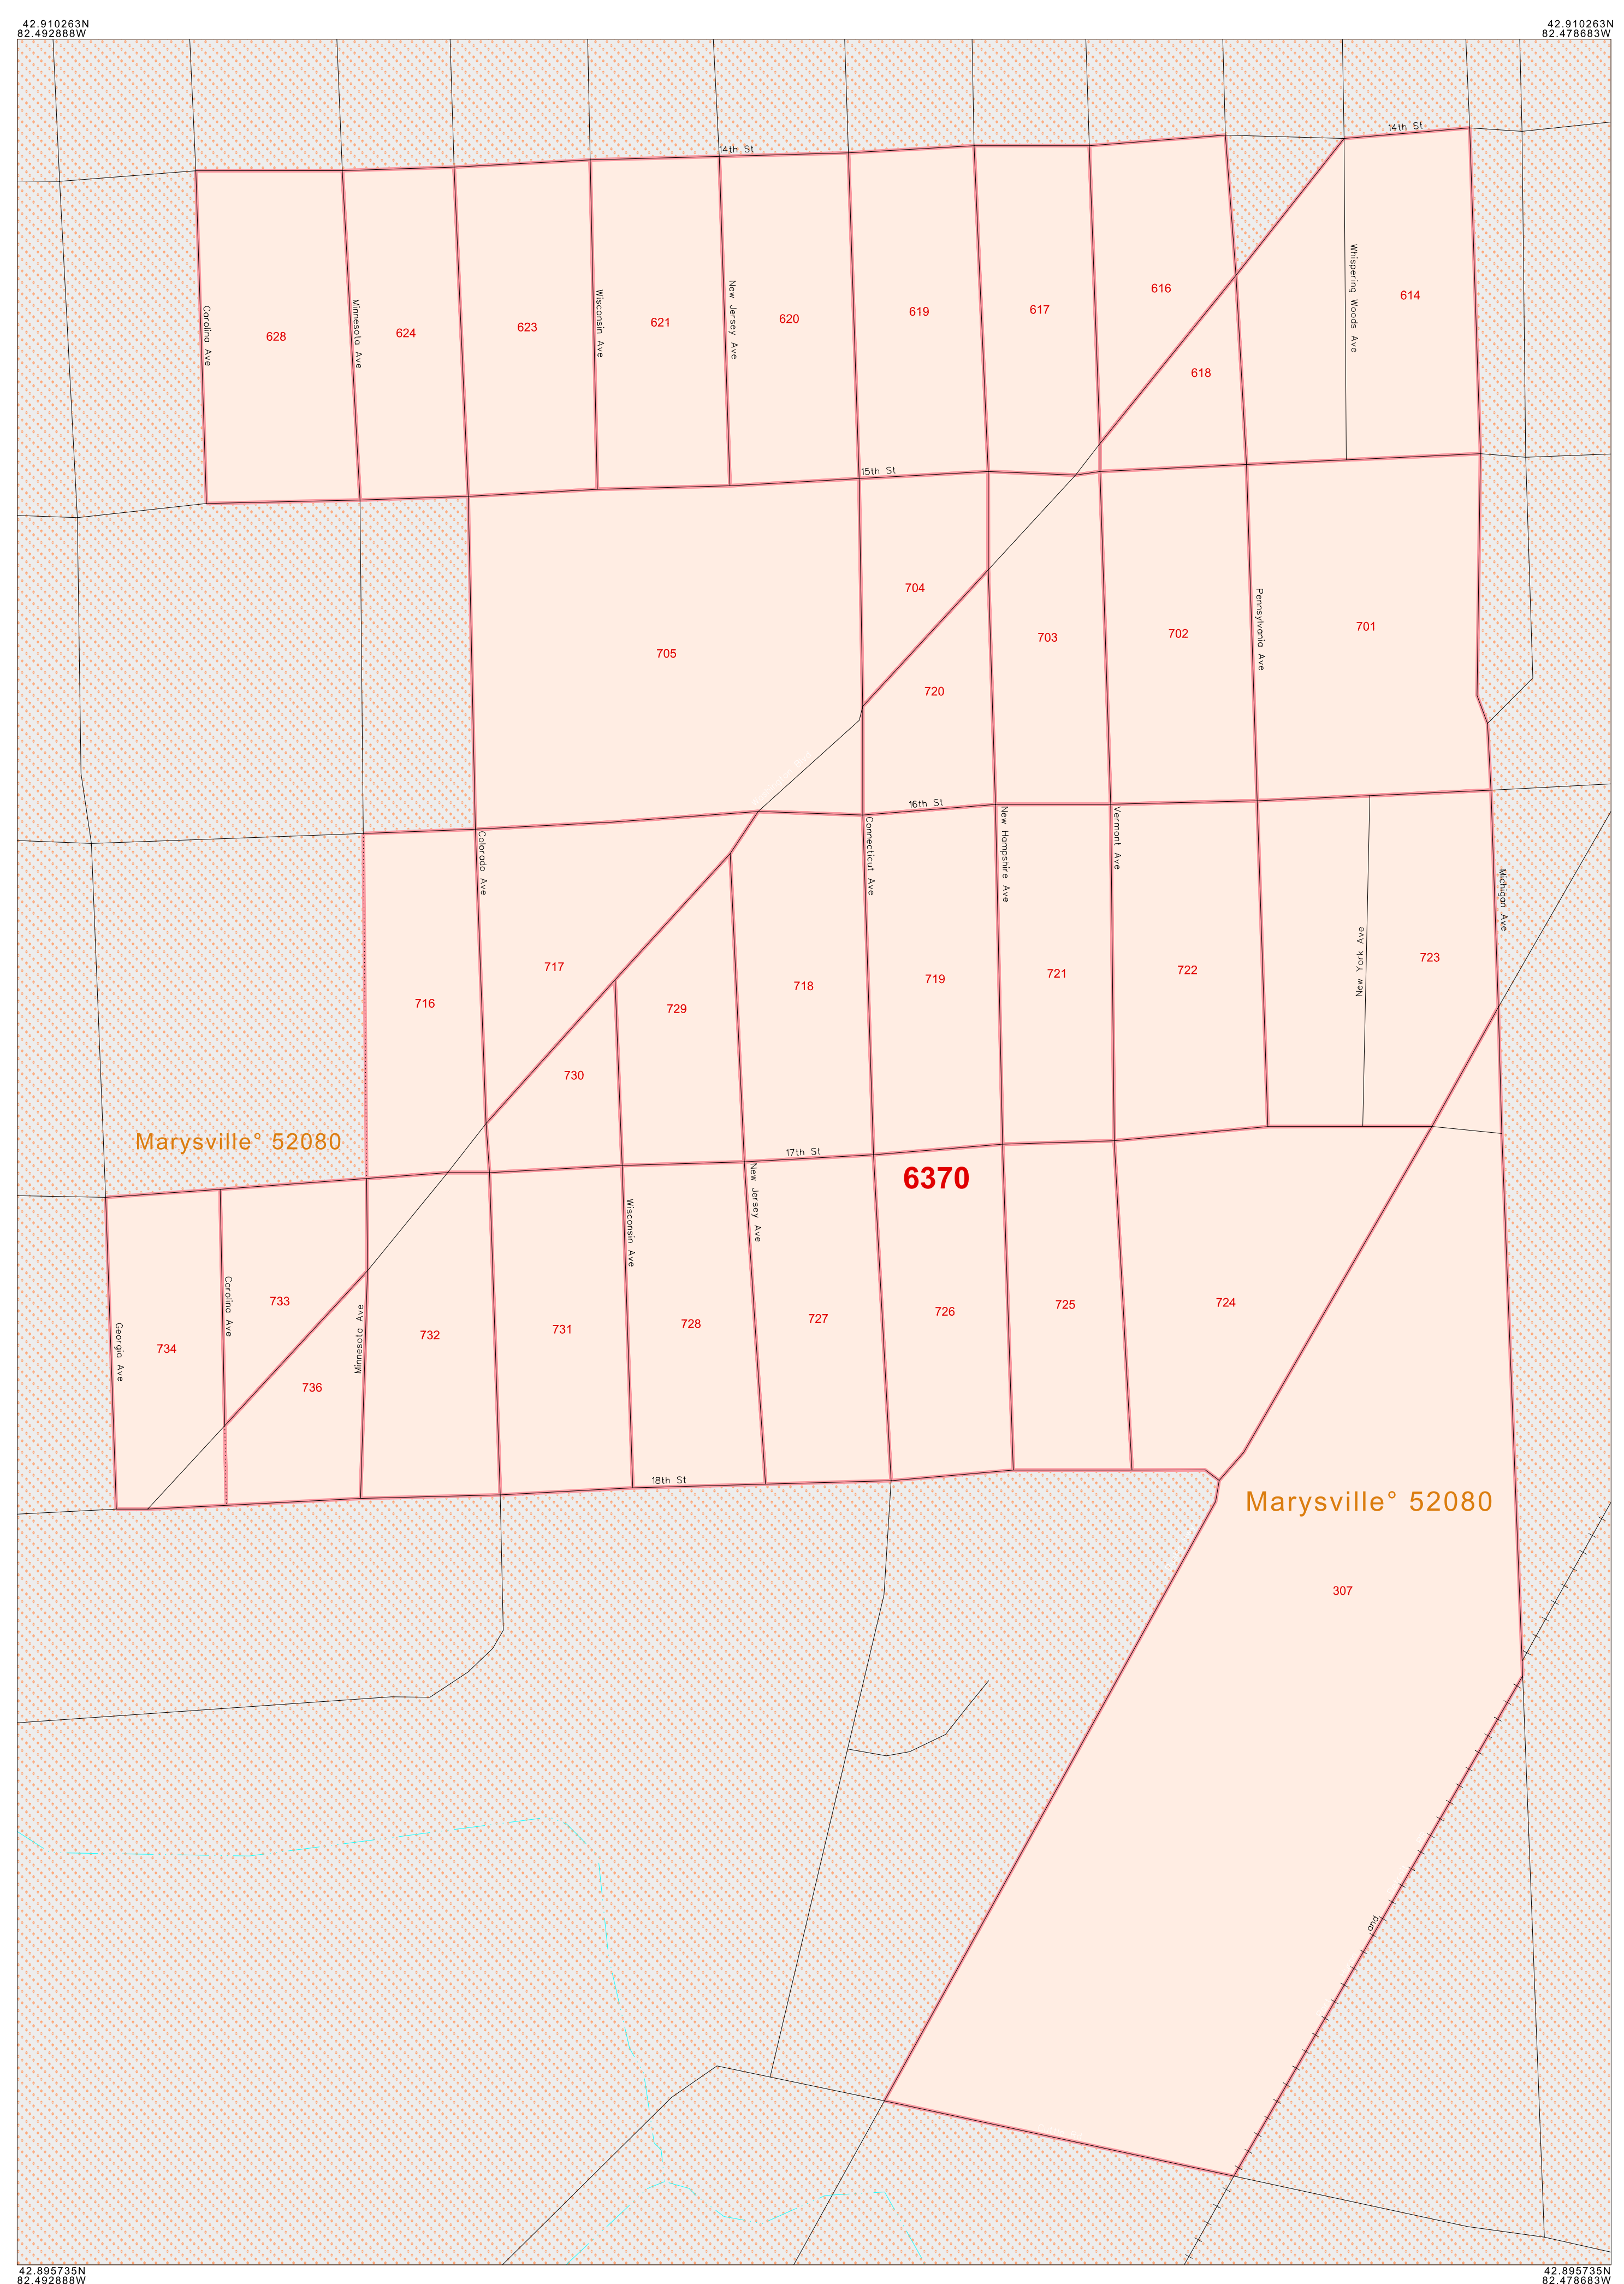 42.910263N
82.492888W
42.910263N
82.478683W
14th St
14th St
Carolina Ave
628
Minnesota Ave
624
623
Wisconsin Ave
621
New Jersey Ave
620
619
617
616
618
Whispering Woods Ave
614
15th St
705
704
720
703
702
Pennsylvania Ave
701
16th St
Colorado Ave
Connecticut Ave
New Hampshire Ave
Vermont Ave
Michigan Ave
New York Ave
716
717
730
729
718
719
721
722
723
Marysville° 52080
17th St
6370
New Jersey Ave
Wisconsin Ave
Carolina Ave
Minnesota Ave
Georgia Ave
734
733
736
732
731
728
727
726
725
724
18th St
Marysville° 52080
307
and
42.895735N
82.492888W
42.895735N
82.478683W